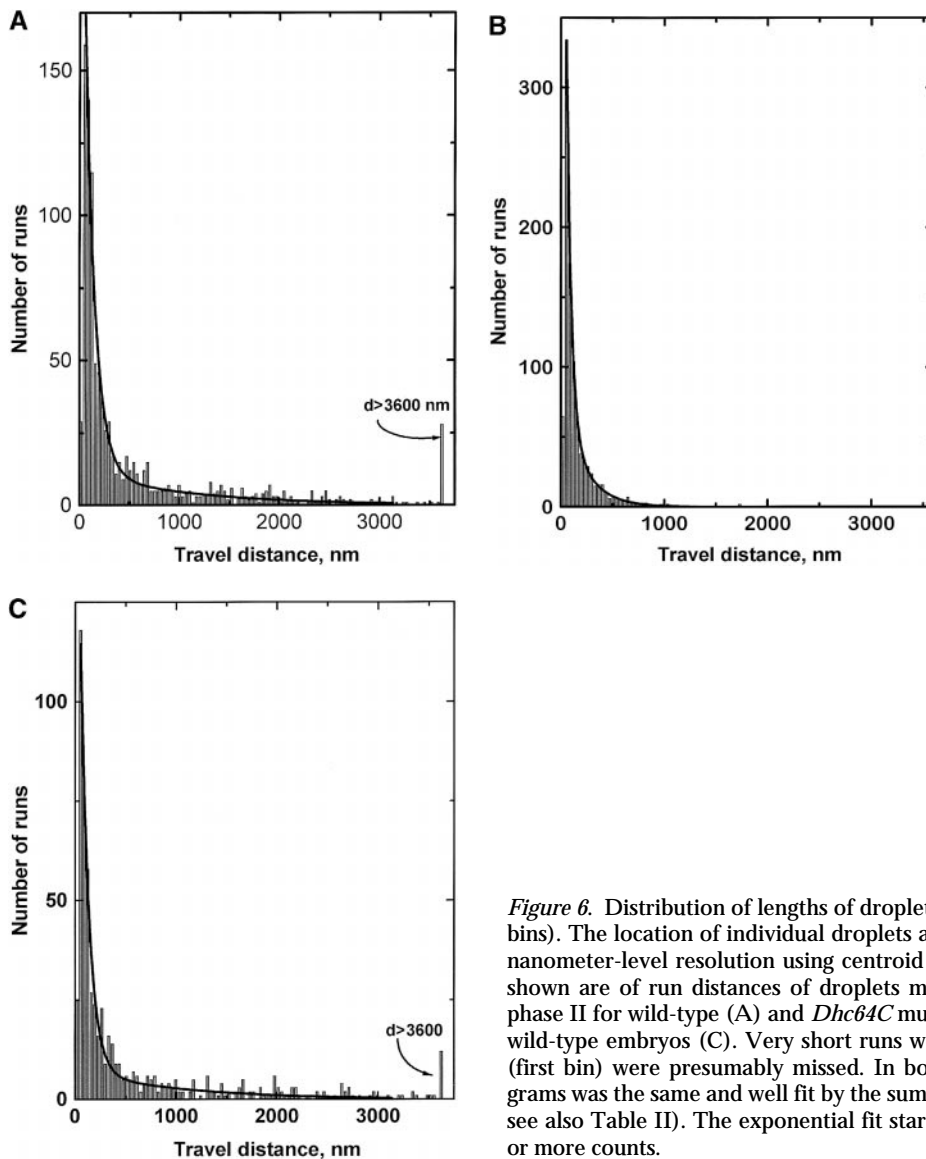 A
150
100
50
0
Number of runs
d>3600 nm
0 1000 2000 3000
Travel distance, nm
B
300
200
100
0
Number of runs
0 1000 2000 3000
Travel distance, nm
C
100
50
0
Number of runs
d>3600
0 1000 2000 3000
Travel distance, nm
Figure 6. Distribution of lengths of droplet
bins). The location of individual droplets a
nanometer-level resolution using centroid
shown are of run distances of droplets m
phase II for wild-type (A) and Dhc64C mu
wild-type embryos (C). Very short runs w
(first bin) were presumably missed. In bo
grams was the same and well fit by the sum
see also Table II). The exponential fit star
or more counts.